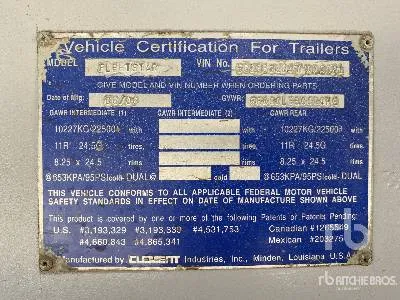 Vehicle Certification For Trailers
MODEL FLEETSTAR VIN No.
GIVE MODEL AND VIN NUMBER WHEN ORDERING PARTS
Date of Mfg. GVWR:
GAWR INTERMEDIATE (1) GAWR INTERMEDIATE (2) GAWR REAR
10227KG/22500# with with 10227KG/22500# with
11R 24.5G tires, tires, 11R 24.5G tires,
8.25 x 24.5 rims rims 8.25 x 24.5 rims
@653KPA/95PSI cold- DUAL @ cold @653KPA/95PSI cold- DUAL
THIS VEHICLE CONFORMS TO ALL APPLICABLE FEDERAL MOTOR VEHICLE
SAFETY STANDARDS IN EFFECT ON DATE OF MANUFACTURE SHOWN ABOVE
This product is covered by one or more of the following Patents or Patents Pending:
U.S. #3,193,329 #3,193,330 #4,531,753 Canadian
#4,660,843 #4,865,341 Mexican #203275
Manufactured by: CLEMENT Industries, Inc., Minden, Louisiana U.S.A.
rb RITCHIE BROS.